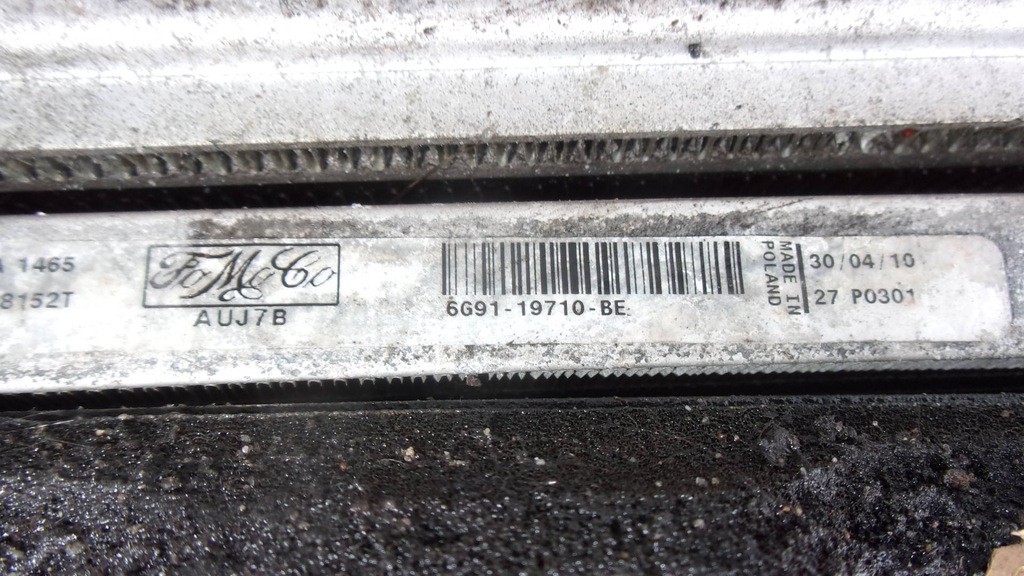 A 1465
8152T
FoMoCo
AUJ7B
6G91-19710-BE
MADE IN
POLAND
30/04/10
27 P0301